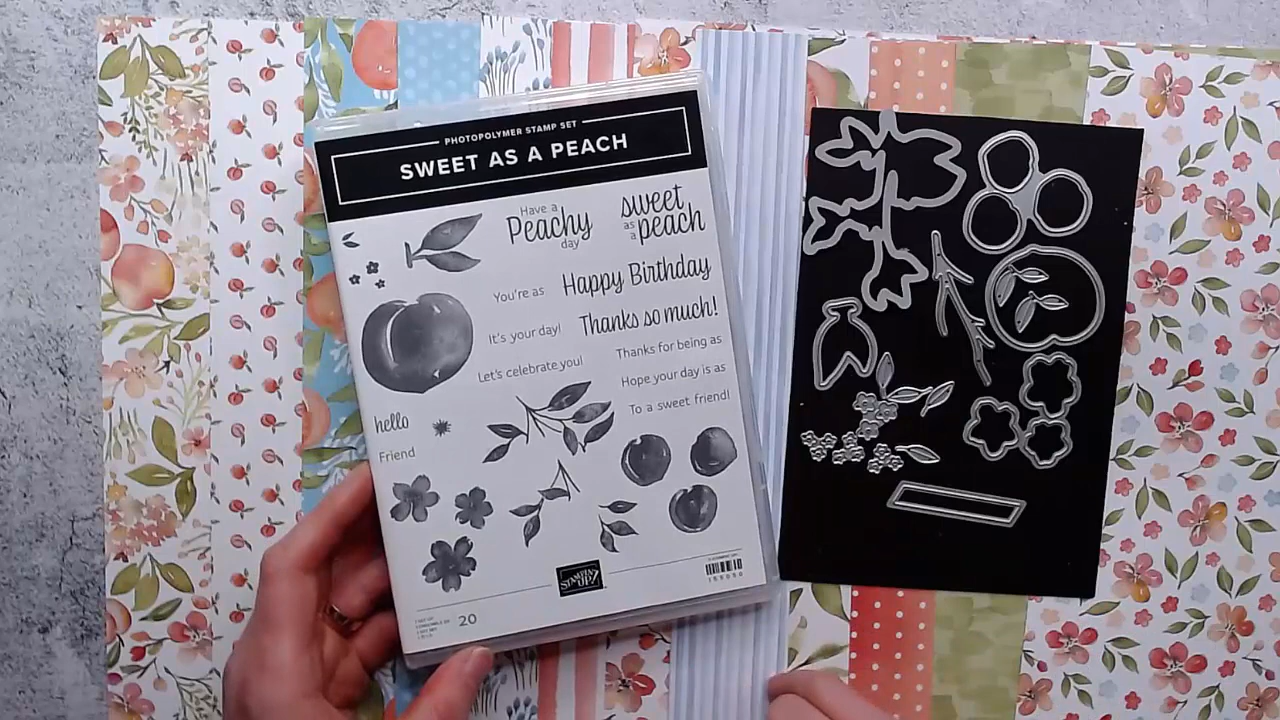 PHOTOPOLYMER STAMP SET
SWEET AS A PEACH
Have a
Peachy
day
sweet
as
a peach
You're as
Happy Birthday
It's your day!
Thanks so much!
Let's celebrate you!
Thanks for being as
Hope your day is as
To a sweet friend!
hello
Friend
STAMPIN' UP!
20